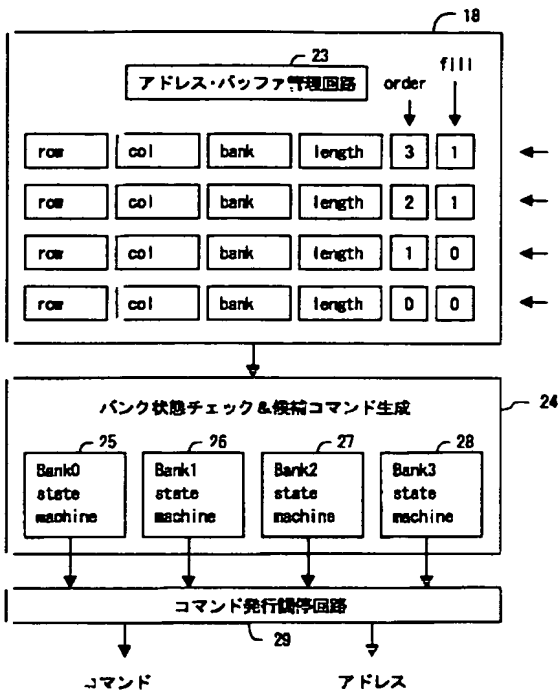 18
23
fill
アドレス・バッファ管理回路
order
row col bank length 3 1
row col bank length 2 1
row col bank length 1 0
row col bank length 0 0
バンク状態チェック&候補コマンド生成
24
25 26 27 28
Bank0 Bank1 Bank2 Bank3
state state state state
machine machine machine machine
コマンド発行調停回路
29
コマンド アドレス